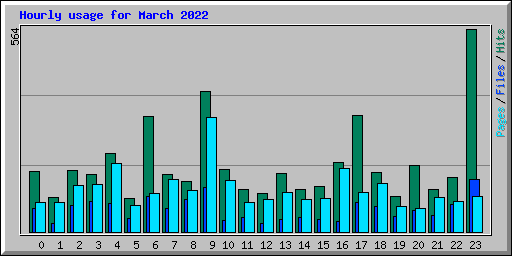 Hourly usage for March 2022
564
Pages/Files/Hits
0 1 2 3 4 5 6 7 8 9 10 11 12 13 14 15 16 17 18 19 20 21 22 23